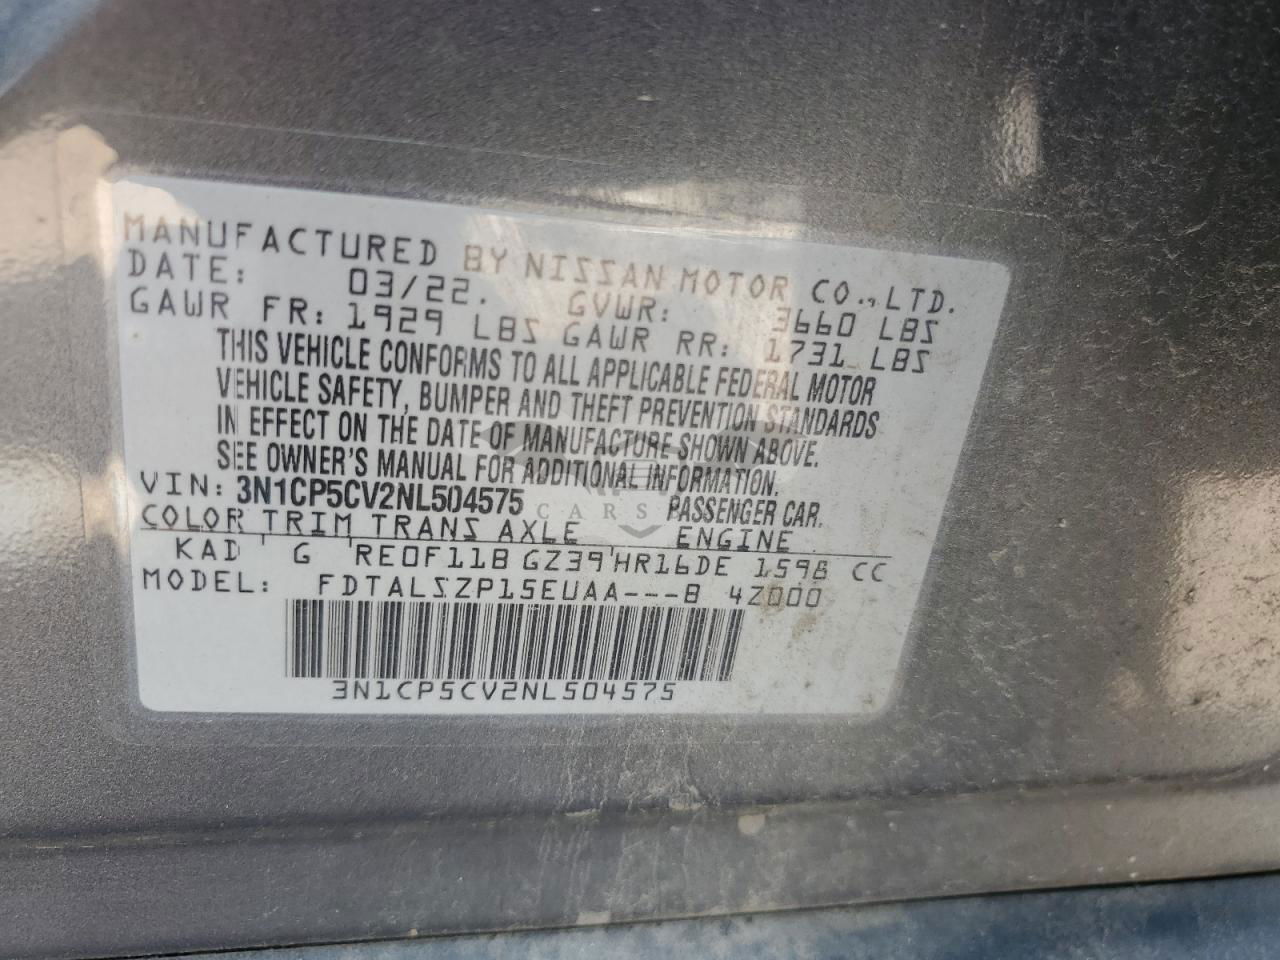 MANUFACTURED BY NISSAN MOTOR CO., LTD.
DATE: 03/22. GVWR: 3660 LBS
GAWR FR: 1929 LBS GAWR RR: 1731 LBS
THIS VEHICLE CONFORMS TO ALL APPLICABLE FEDERAL MOTOR
VEHICLE SAFETY, BUMPER AND THEFT PREVENTION STANDARDS
IN EFFECT ON THE DATE OF MANUFACTURE SHOWN ABOVE.
SEE OWNER'S MANUAL FOR ADDITIONAL INFORMATION.
VIN: 3N1CP5CV2NL504575 PASSENGER CAR.
CARS
COLOR TRIM TRANS AXLE ENGINE
KAD G RE0F11B GZ39 HR16DE 1598 CC
MODEL: FDTALSZP15EUAA---B 4Z000
3N1CP5CV2NL504575